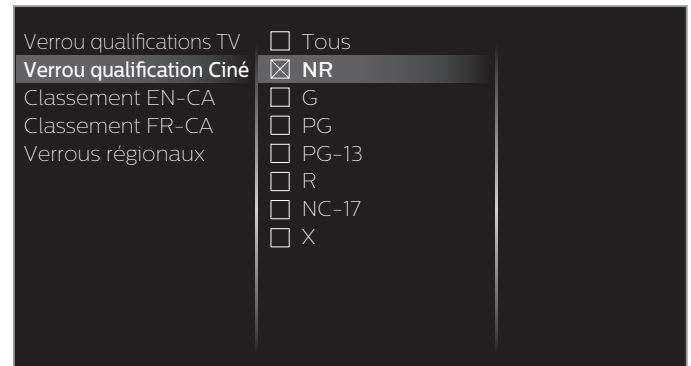 Verrou qualifications TV
Verrou qualification Ciné
Classement EN-CA
Classement FR-CA
Verrous régionaux
Tous
NR
G
PG
PG-13
R
NC-17
X